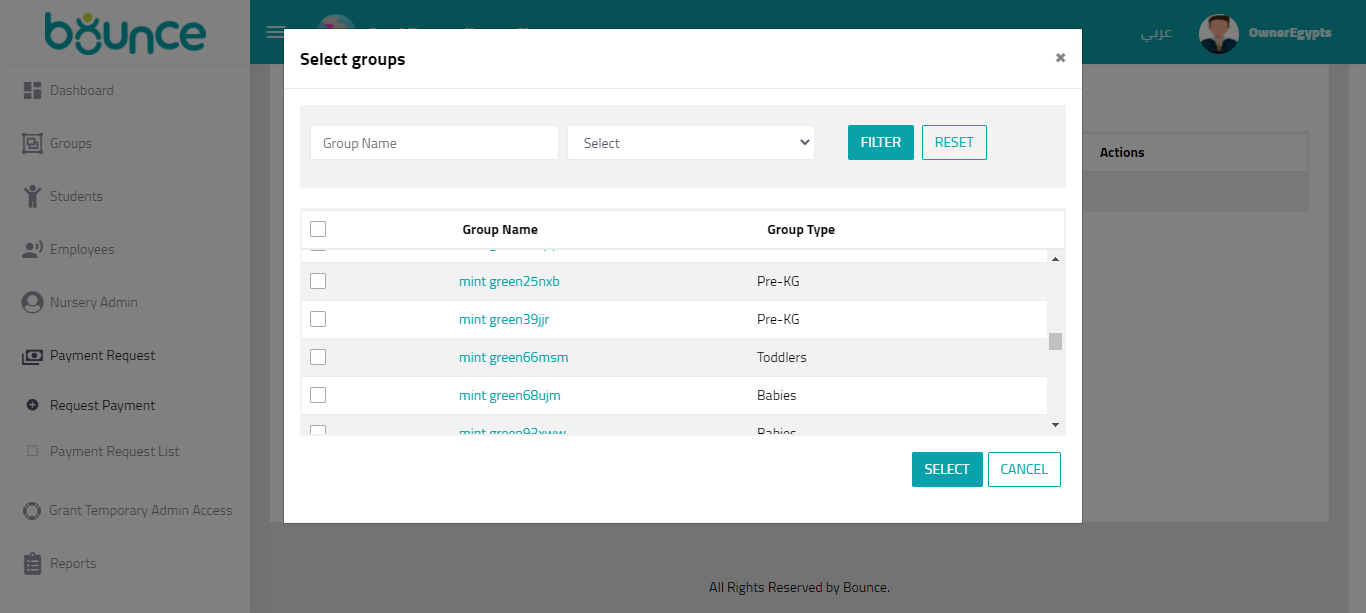 bounce
عربي
OwnerEgypts
Dashboard
Groups
Students
Employees
Nursery Admin
Payment Request
Request Payment
Payment Request List
Grant Temporary Admin Access
Reports
Actions
Select groups
×
Group Name
Select
FILTER
RESET
Group Name Group Type
mint green25nxb Pre-KG
mint green39jjr Pre-KG
mint green66msm Toddlers
mint green68ujm Babies
mint green93xww Babies
SELECT
CANCEL
All Rights Reserved by Bounce.